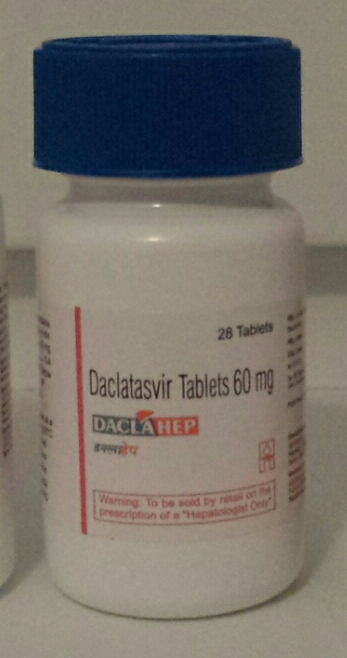 28 Tablets
Daclatasvir Tablets 60 mg
DACLAHEP
डक्लाहेप
Warning: To be sold by retail on the
prescription of a "Hepatologist Only"